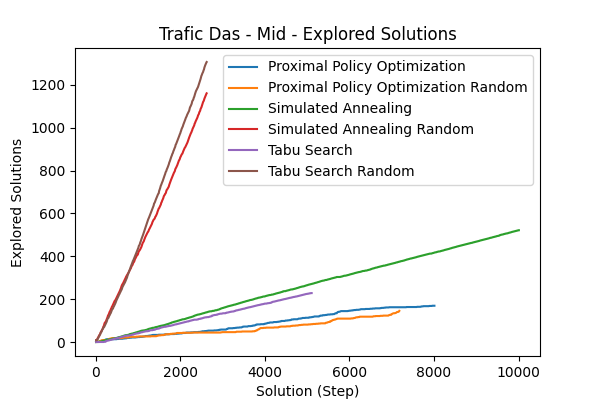 Trafic Das - Mid - Explored Solutions
Proximal Policy Optimization
Proximal Policy Optimization Random
Simulated Annealing
Simulated Annealing Random
Tabu Search
Tabu Search Random
Explored Solutions
1200
1000
800
600
400
200
0
0 2000 4000 6000 8000 10000
Solution (Step)